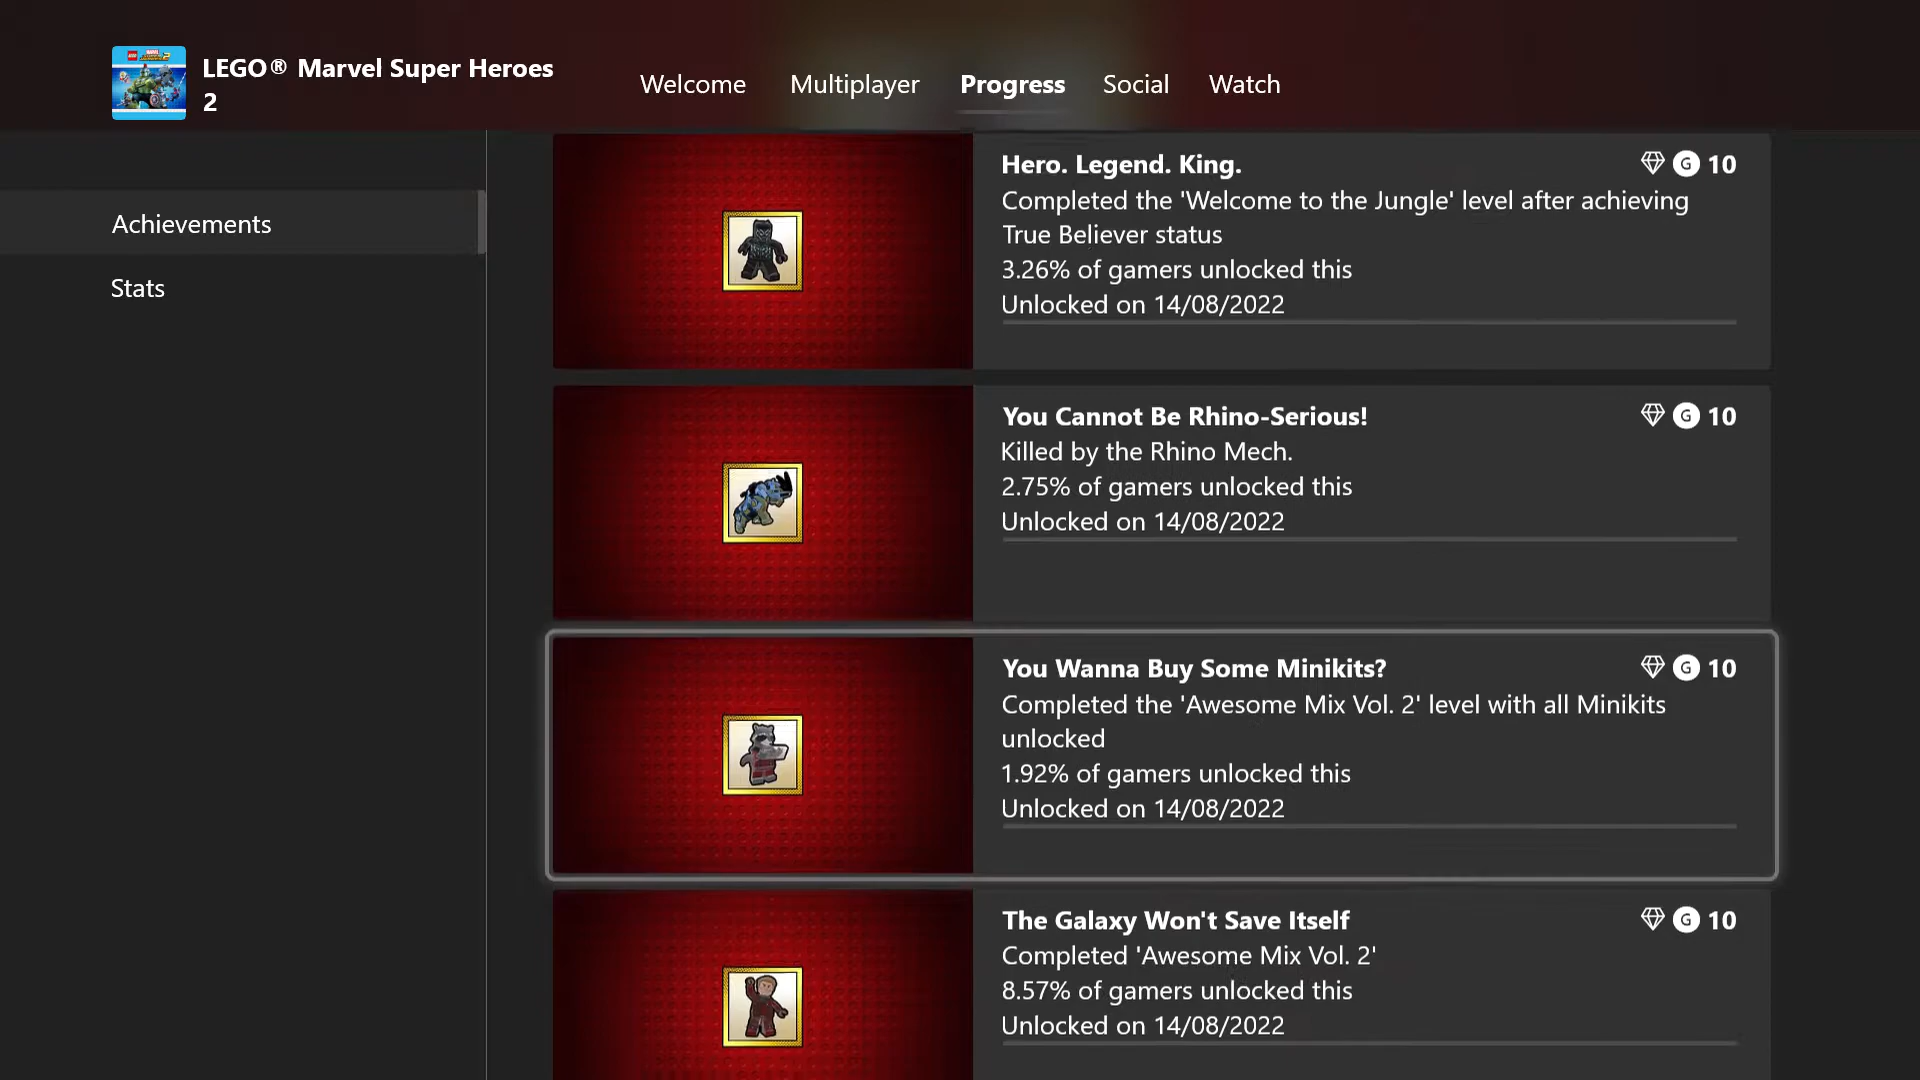 LEGO® Marvel Super Heroes
2
Welcome
Multiplayer
Progress
Social
Watch
Achievements
Stats
Hero. Legend. King.
G 10
Completed the 'Welcome to the Jungle' level after achieving
True Believer status
3.26% of gamers unlocked this
Unlocked on 14/08/2022
You Cannot Be Rhino-Serious!
G 10
Killed by the Rhino Mech.
2.75% of gamers unlocked this
Unlocked on 14/08/2022
You Wanna Buy Some Minikits?
G 10
Completed the 'Awesome Mix Vol. 2' level with all Minikits
unlocked
1.92% of gamers unlocked this
Unlocked on 14/08/2022
The Galaxy Won't Save Itself
G 10
Completed 'Awesome Mix Vol. 2'
8.57% of gamers unlocked this
Unlocked on 14/08/2022